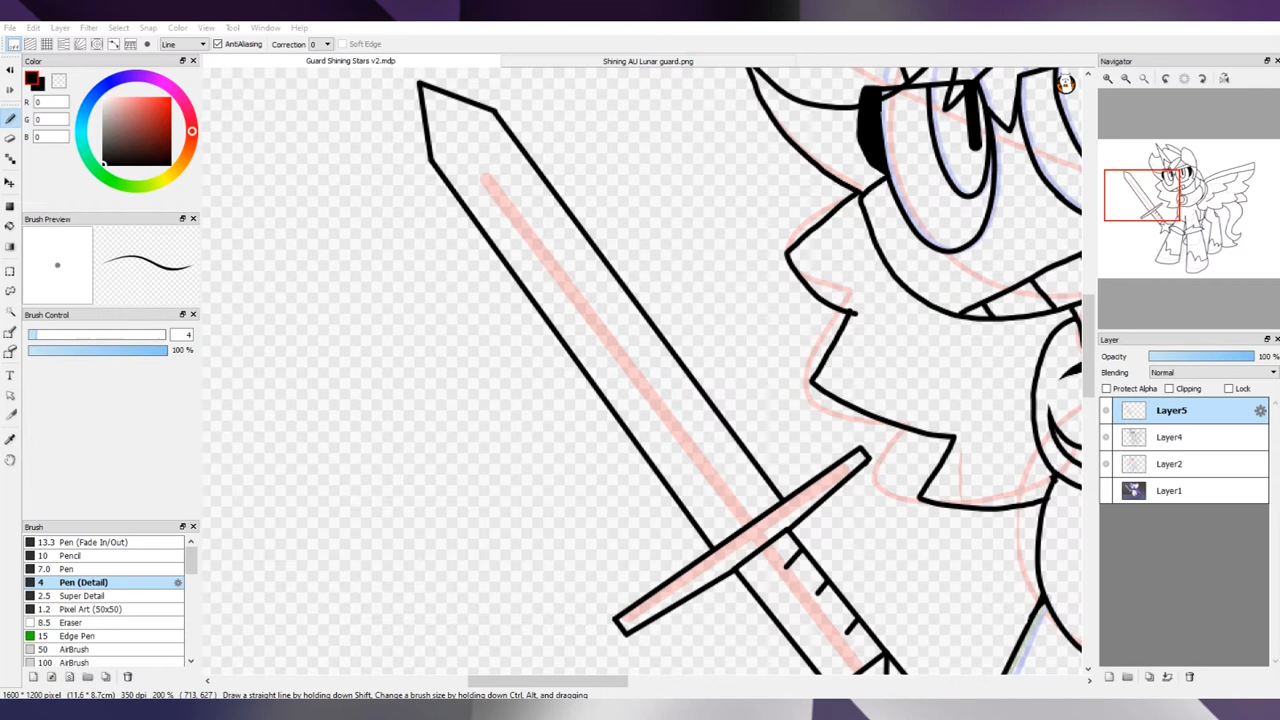 File Edit Layer Filter Select Snap Color View Tool Window Help
Line AntiAliasing Correction 0 Soft Edge
Color
Guard Shining Stars v2.mdp Shining AU Lunar guard.png
Navigator
R 0
G 0
B 0
Brush Preview
Brush Control
4
100 %
Layer
Opacity 100 %
Blending Normal
Protect Alpha Clipping Lock
Layer5
Layer4
Layer2
Layer1
Brush
13.3 Pen (Fade In/Out)
10 Pencil
7.0 Pen
4 Pen (Detail)
2.5 Super Detail
1.2 Pixel Art (50x50)
8.5 Eraser
15 Edge Pen
50 AirBrush
100 AirBrush
1600 * 1200 pixel (11.6 * 8.7cm) 350 dpi 200 % ( 713, 627) Draw a straight line by holding down Shift, Change a brush size by holding down Ctrl, Alt, and dragging